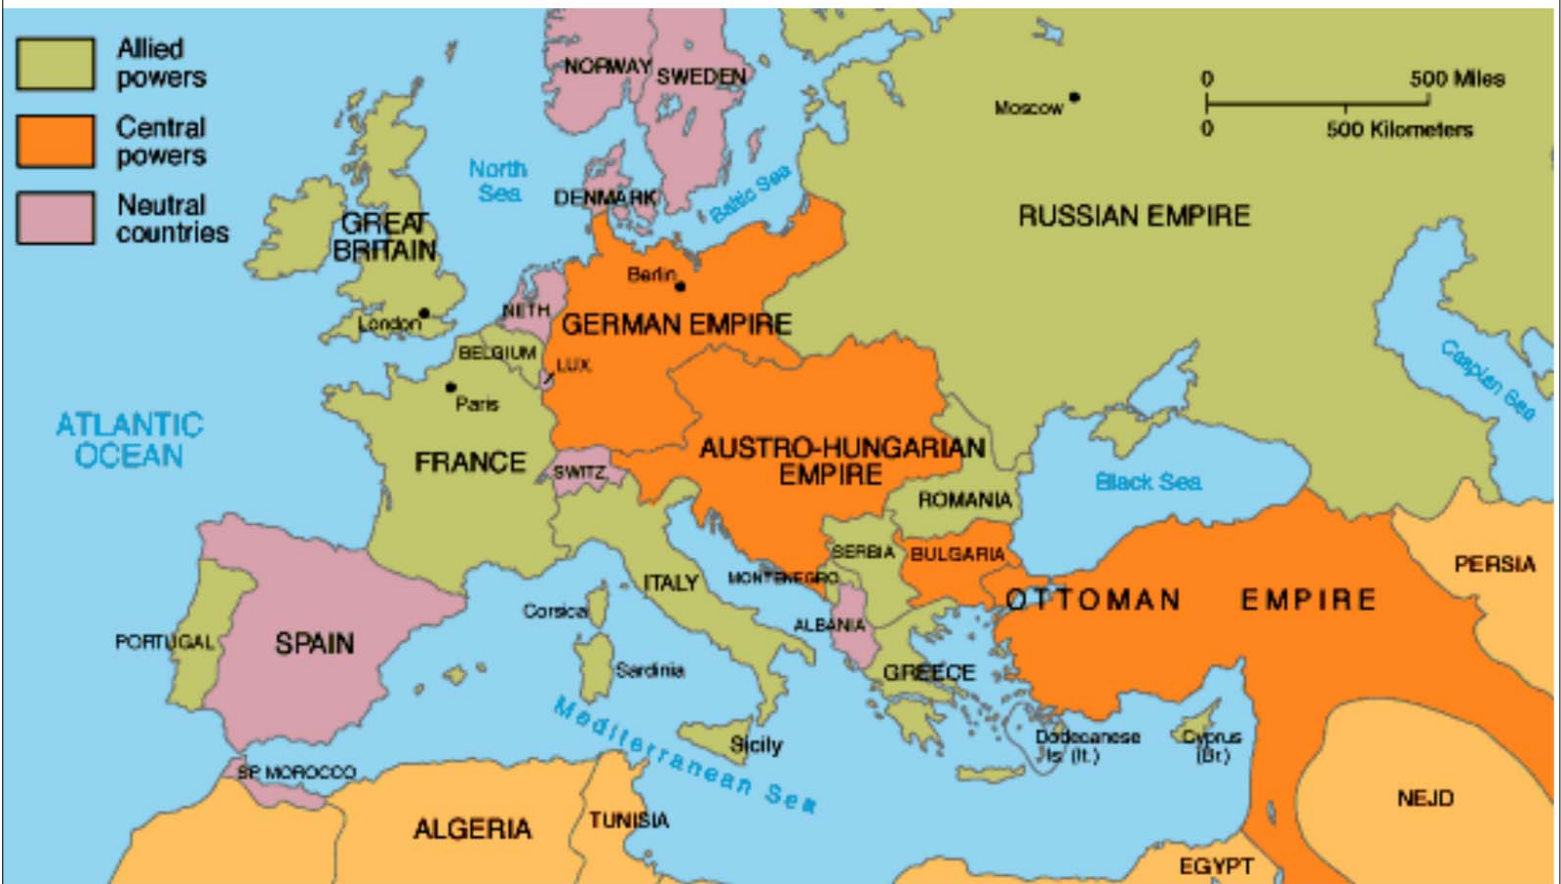 Allied
powers
Central
powers
Neutral
countries
NORWAY
SWEDEN
Moscow
0 500 Miles
0 500 Kilometers
North
Sea
DENMARK
Baltic Sea
RUSSIAN EMPIRE
GREAT
BRITAIN
London
NETH
Berlin
GERMAN EMPIRE
BELGIUM
LUX
Paris
Caspian Sea
ATLANTIC
OCEAN
FRANCE
SWITZ
AUSTRO-HUNGARIAN
EMPIRE
Black Sea
ROMANIA
SERBIA
BULGARIA
PERSIA
MONTENEGRO
ITALY
OTTOMAN EMPIRE
Corsica
ALBANIA
PORTUGAL
SPAIN
Sardinia
GREECE
Mediterranean Sea
Sicily
Dodecanese
Is (It.)
Cyprus
(Br.)
SP MOROCCO
NEJD
ALGERIA
TUNISIA
EGYPT